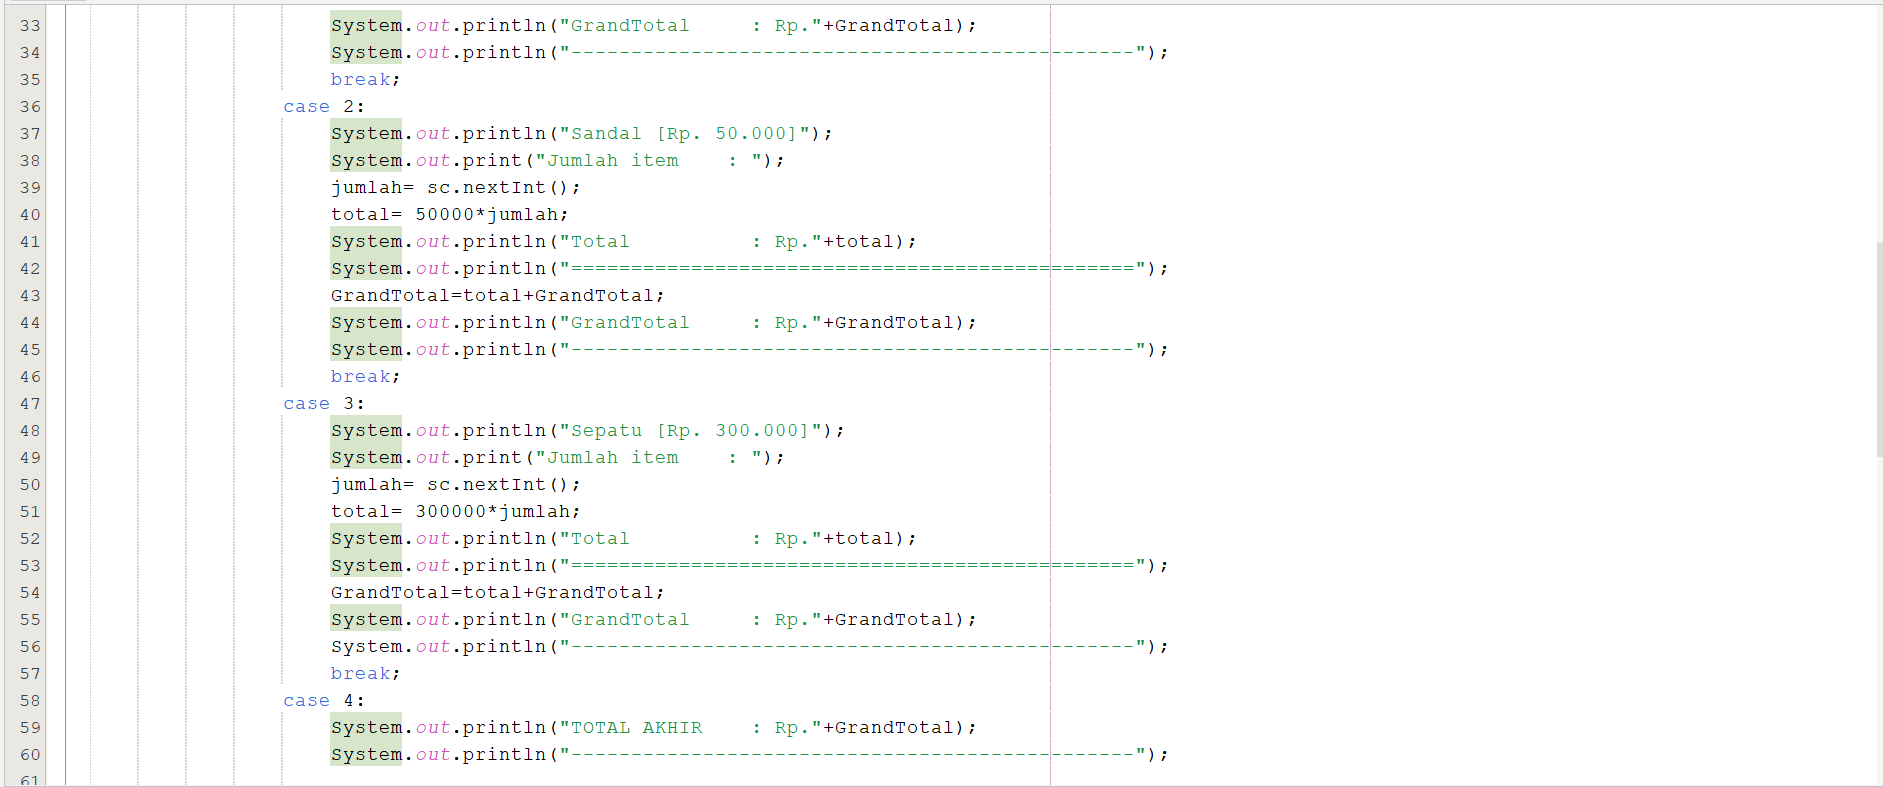 33 System.out.println("GrandTotal     : Rp."+GrandTotal);
34 System.out.println("-----------------------------------------------");
35 break;
36 case 2:
37 System.out.println("Sandal [Rp. 50.000]");
38 System.out.print("Jumlah item    : ");
39 jumlah= sc.nextInt();
40 total= 50000*jumlah;
41 System.out.println("Total          : Rp."+total);
42 System.out.println("===============================================");
43 GrandTotal=total+GrandTotal;
44 System.out.println("GrandTotal     : Rp."+GrandTotal);
45 System.out.println("-----------------------------------------------");
46 break;
47 case 3:
48 System.out.println("Sepatu [Rp. 300.000]");
49 System.out.print("Jumlah item    : ");
50 jumlah= sc.nextInt();
51 total= 300000*jumlah;
52 System.out.println("Total          : Rp."+total);
53 System.out.println("===============================================");
54 GrandTotal=total+GrandTotal;
55 System.out.println("GrandTotal     : Rp."+GrandTotal);
56 System.out.println("-----------------------------------------------");
57 break;
58 case 4:
59 System.out.println("TOTAL AKHIR    : Rp."+GrandTotal);
60 System.out.println("-----------------------------------------------");
61